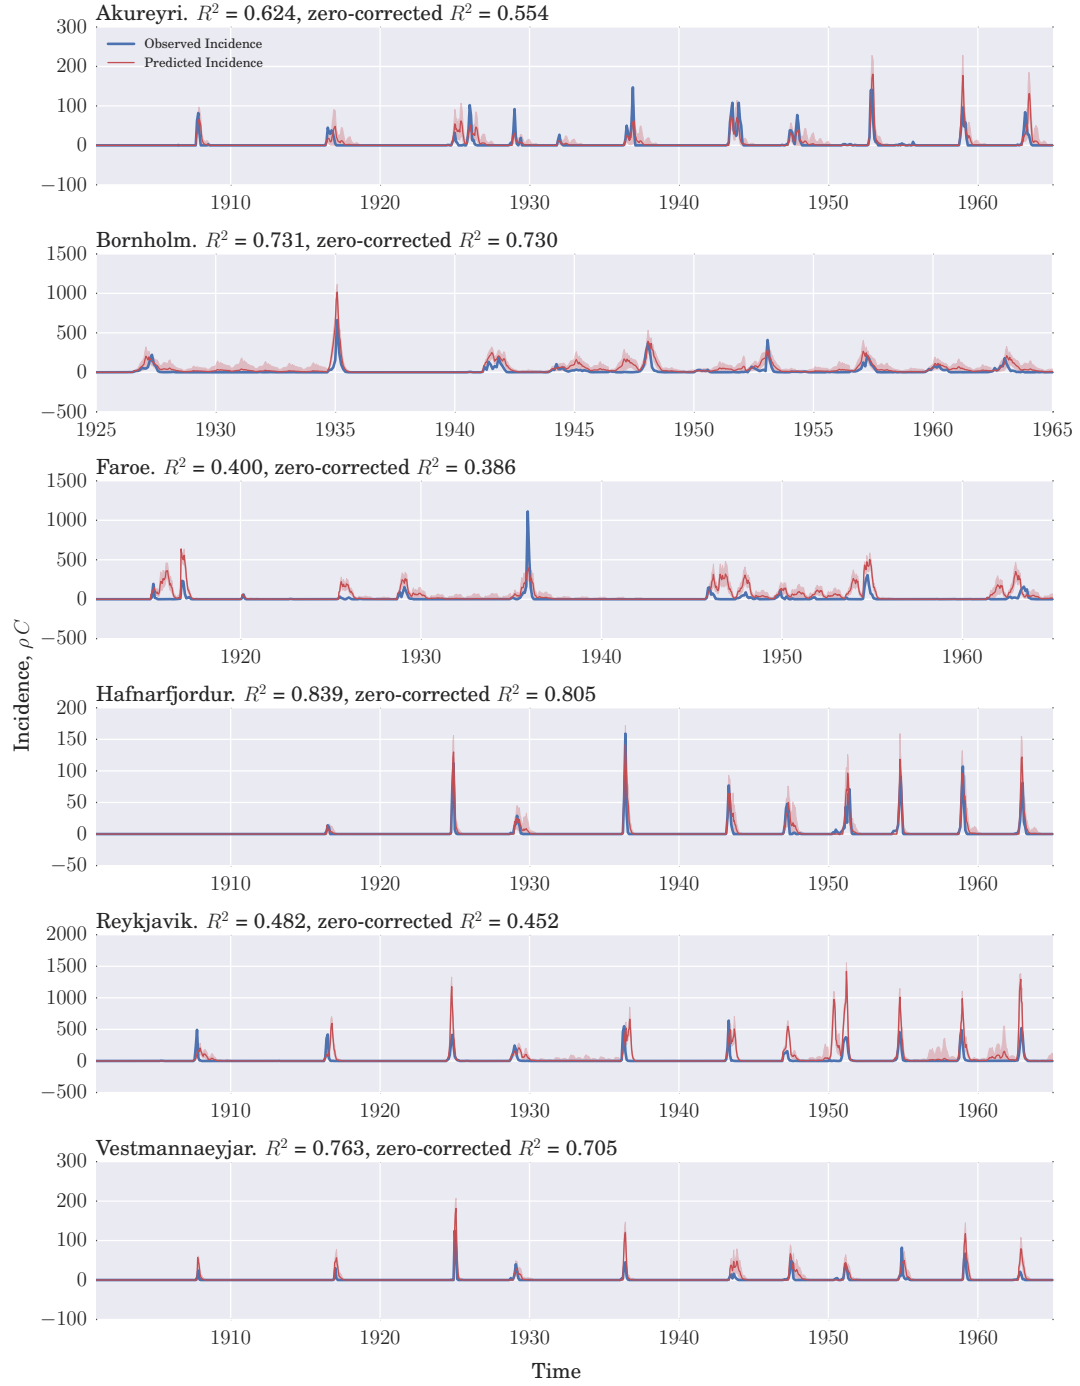 Akureyri. R² = 0.624, zero-corrected R² = 0.554
300
200
100
0
−100
Observed Incidence
Predicted Incidence
1910 1920 1930 1940 1950 1960
Bornholm. R² = 0.731, zero-corrected R² = 0.730
1500
1000
500
0
−500
1925 1930 1935 1940 1945 1950 1955 1960 1965
Faroe. R² = 0.400, zero-corrected R² = 0.386
1500
1000
500
0
−500
1920 1930 1940 1950 1960
Incidence, ρC
Hafnarfjordur. R² = 0.839, zero-corrected R² = 0.805
200
150
100
50
0
−50
1910 1920 1930 1940 1950 1960
Reykjavik. R² = 0.482, zero-corrected R² = 0.452
2000
1500
1000
500
0
−500
1910 1920 1930 1940 1950 1960
Vestmannaeyjar. R² = 0.763, zero-corrected R² = 0.705
300
200
100
0
−100
1910 1920 1930 1940 1950 1960
Time